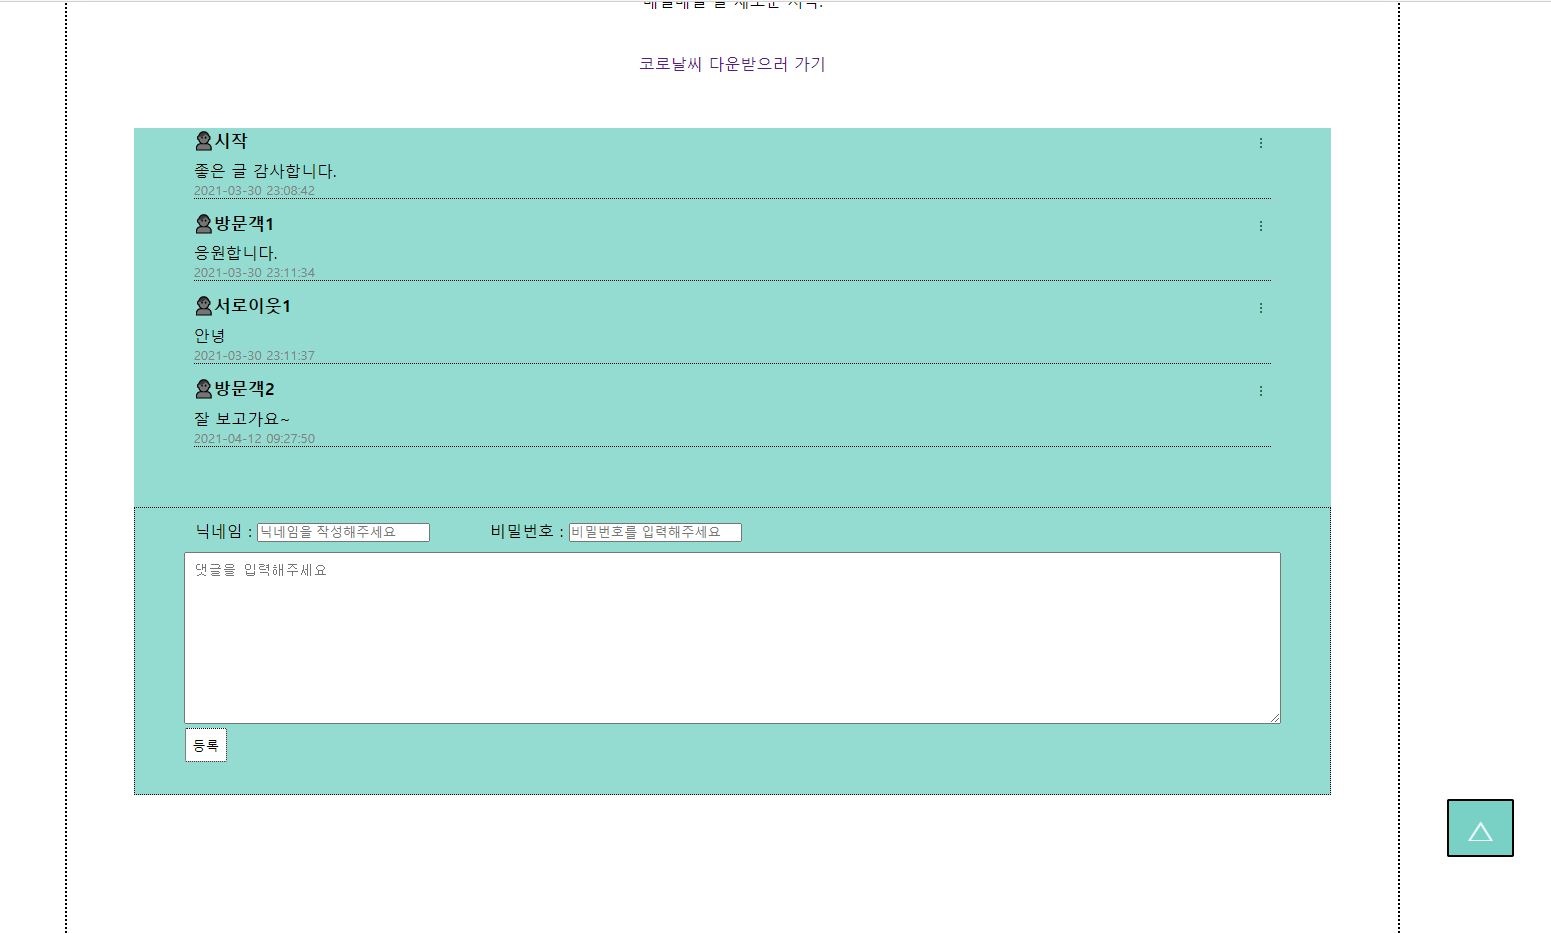 코로날씨 다운받으러 가기
시작
좋은 글 감사합니다.
2021-03-30 23:08:42
방문객1
응원합니다.
2021-03-30 23:11:34
서로이웃1
안녕
2021-03-30 23:11:37
방문객2
잘 보고가요~
2021-04-12 09:27:50
닉네임 : 닉네임을 작성해주세요 비밀번호 : 비밀번호를 입력해주세요
댓글을 입력해주세요
등록